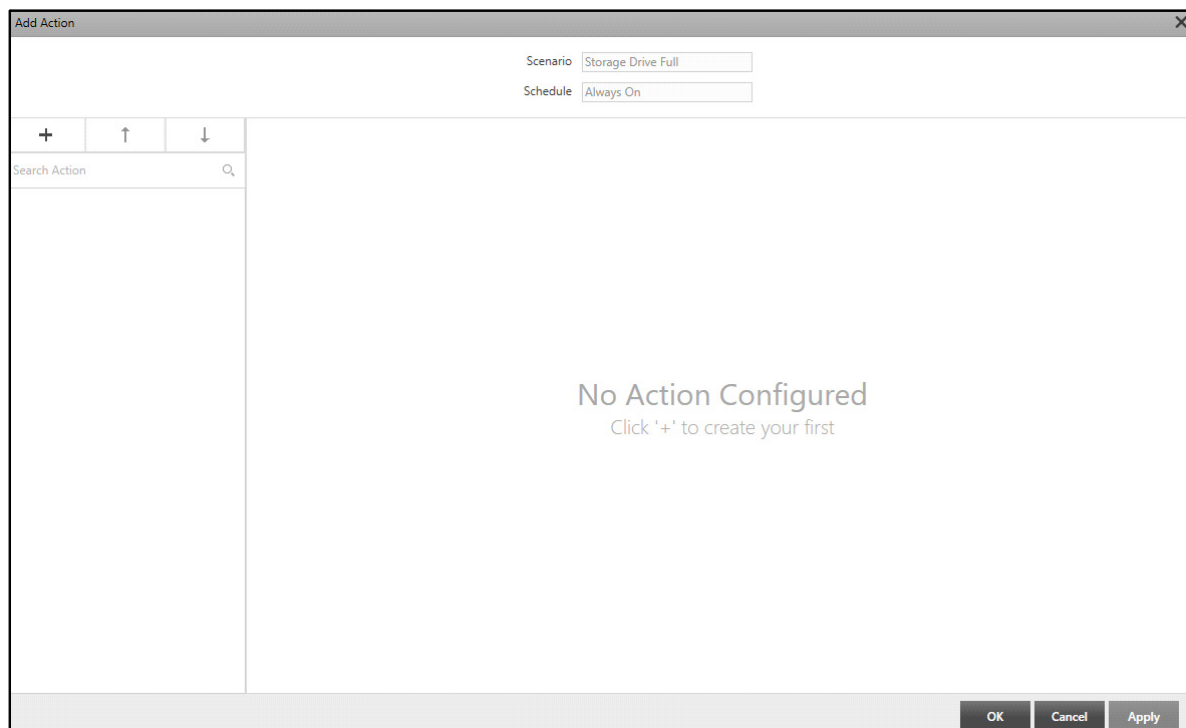 Add Action
Scenario Storage Drive Full
Schedule Always On
+ ↑ ↓
Search Action
No Action Configured
Click '+' to create your first
OK Cancel Apply